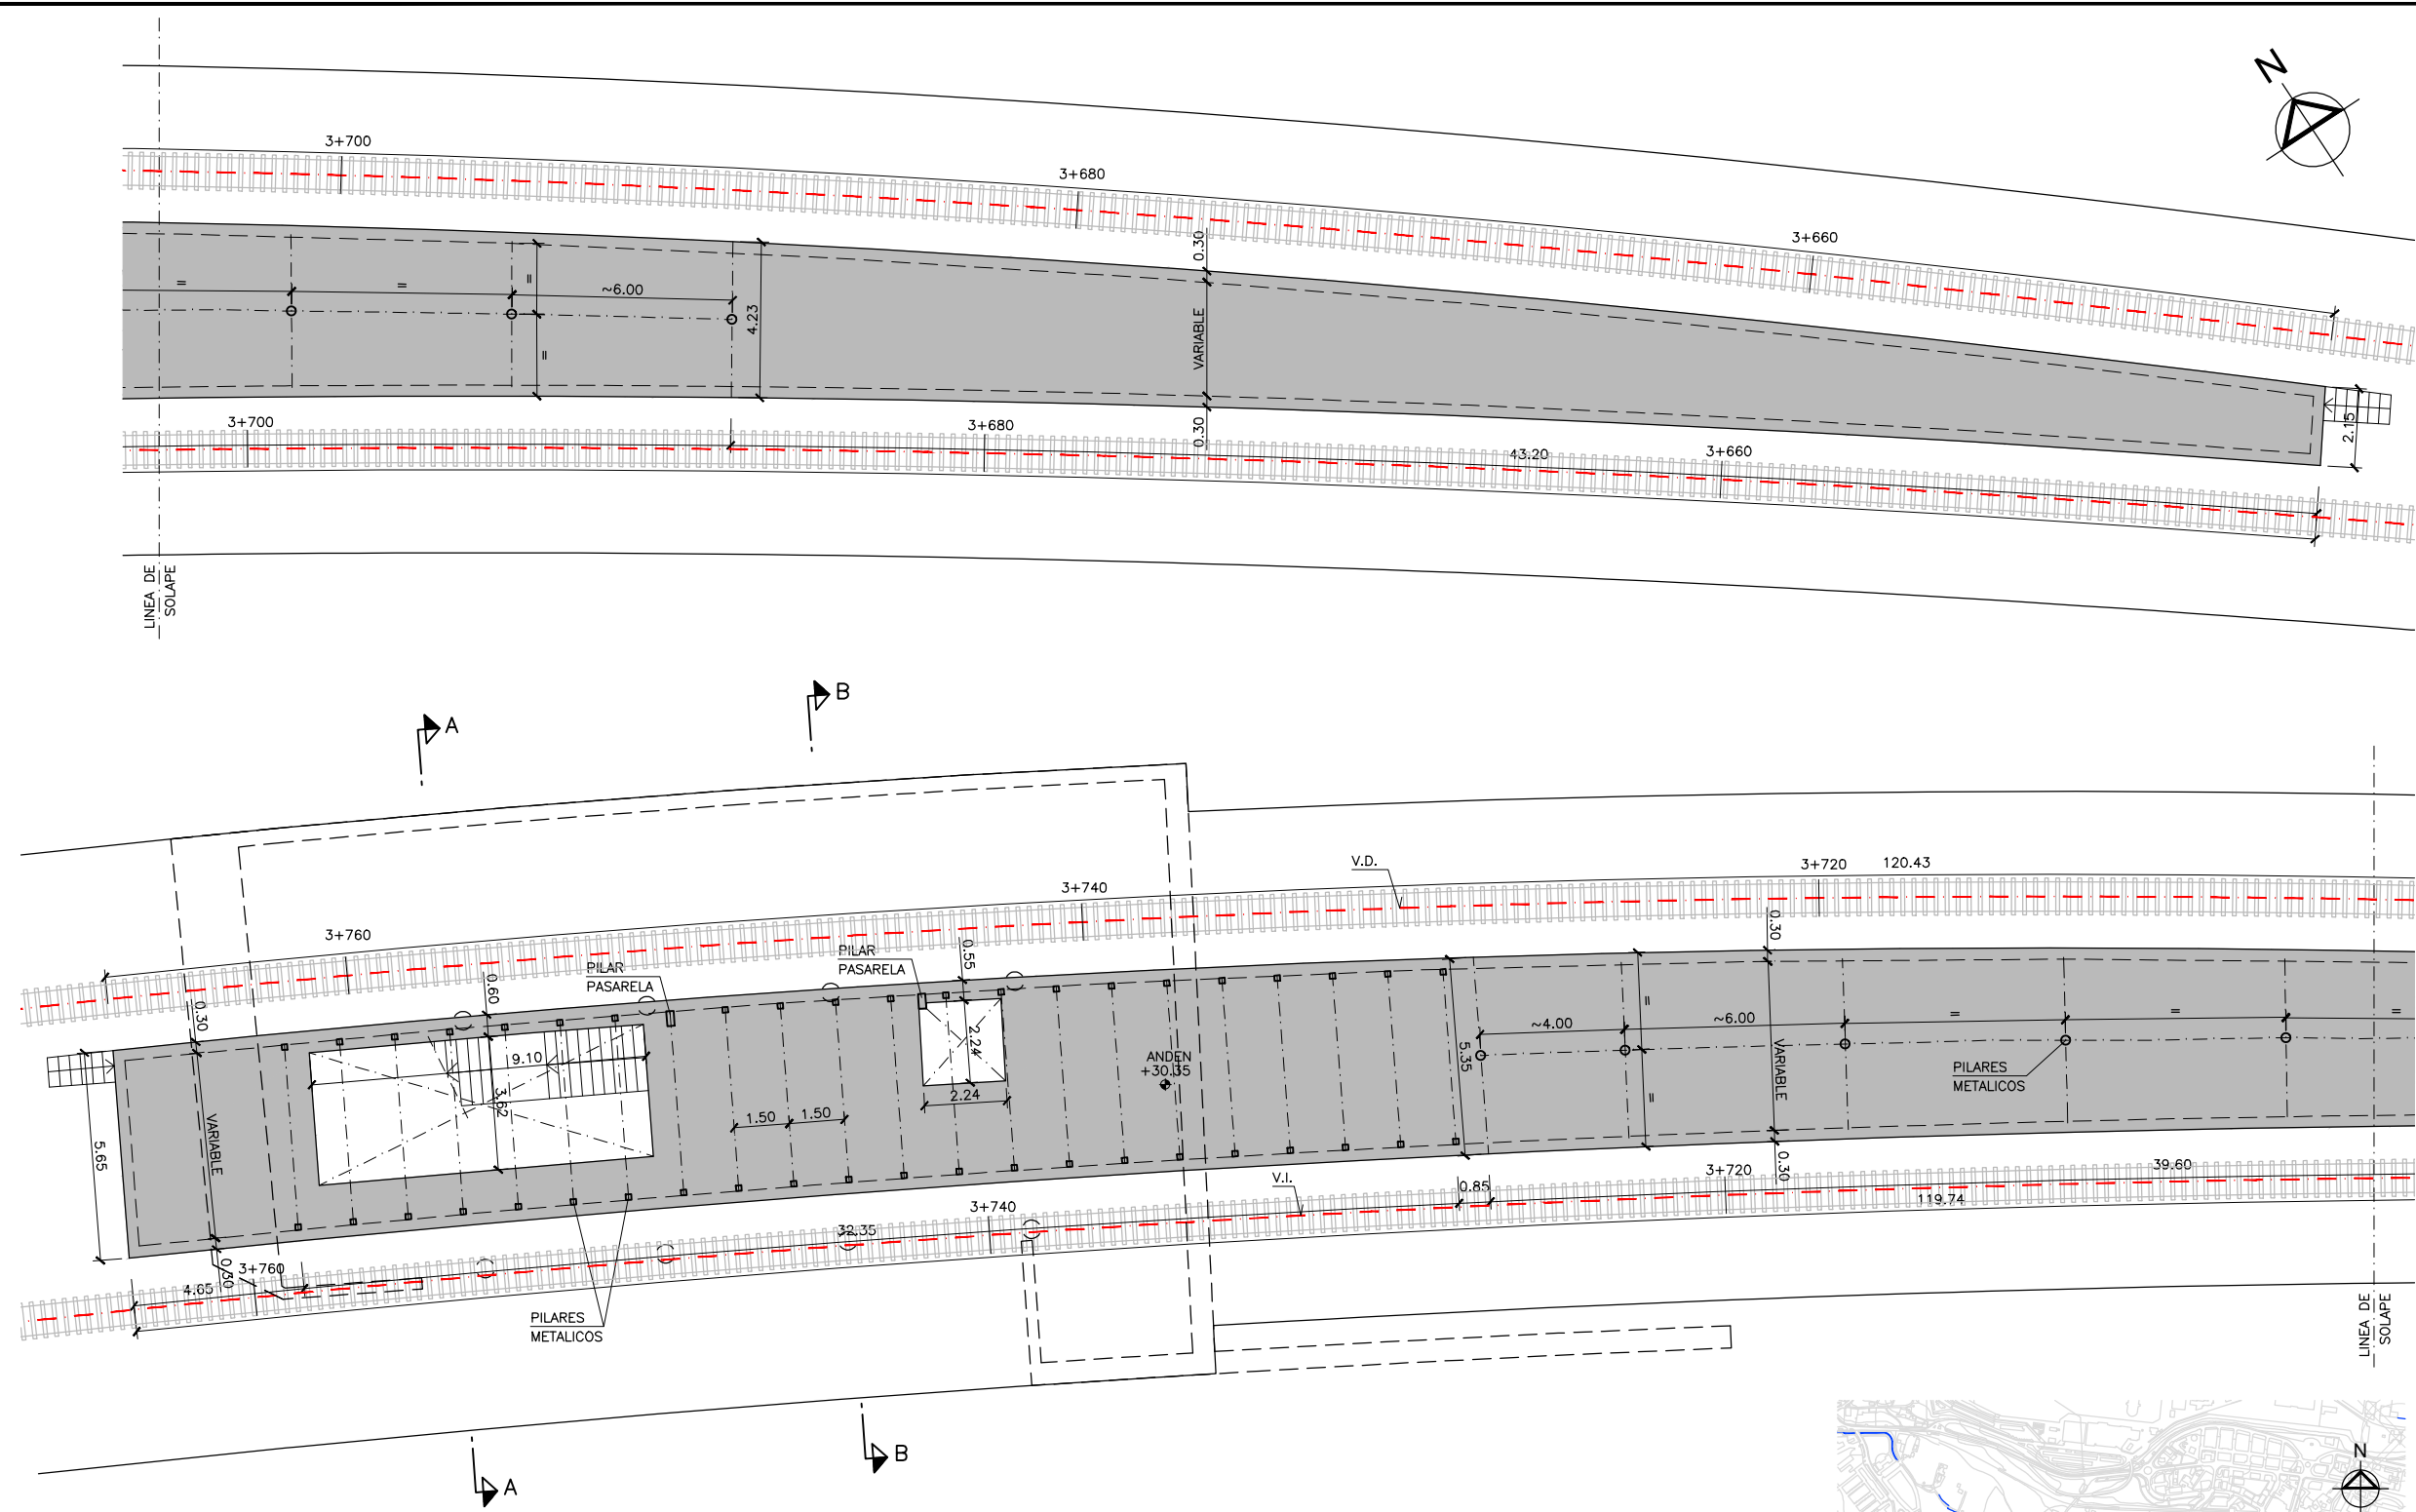 N
3+700
3+680
3+660
0.30
=
=
=
~6.00
4.23
VARIABLE
=
2.15
3+700
3+680
0.30
43.20
3+660
LINEA DE
SOLAPE
A
B
V.D.
3+720
120.43
3+740
3+760
PILAR
PASARELA
PILAR
PASARELA
0.55
0.60
0.30
0.30
9.10
3.62
2.24
2.24
ANDEN
+30.35
5.35
~4.00
~6.00
=
=
=
=
=
VARIABLE
PILARES
METALICOS
1.50
1.50
VARIABLE
5.65
0.30
V.I.
0.85
3+720
0.30
39.60
119.74
3+740
32.35
3+760
4.65
PILARES
METALICOS
LINEA DE
SOLAPE
B
A
N